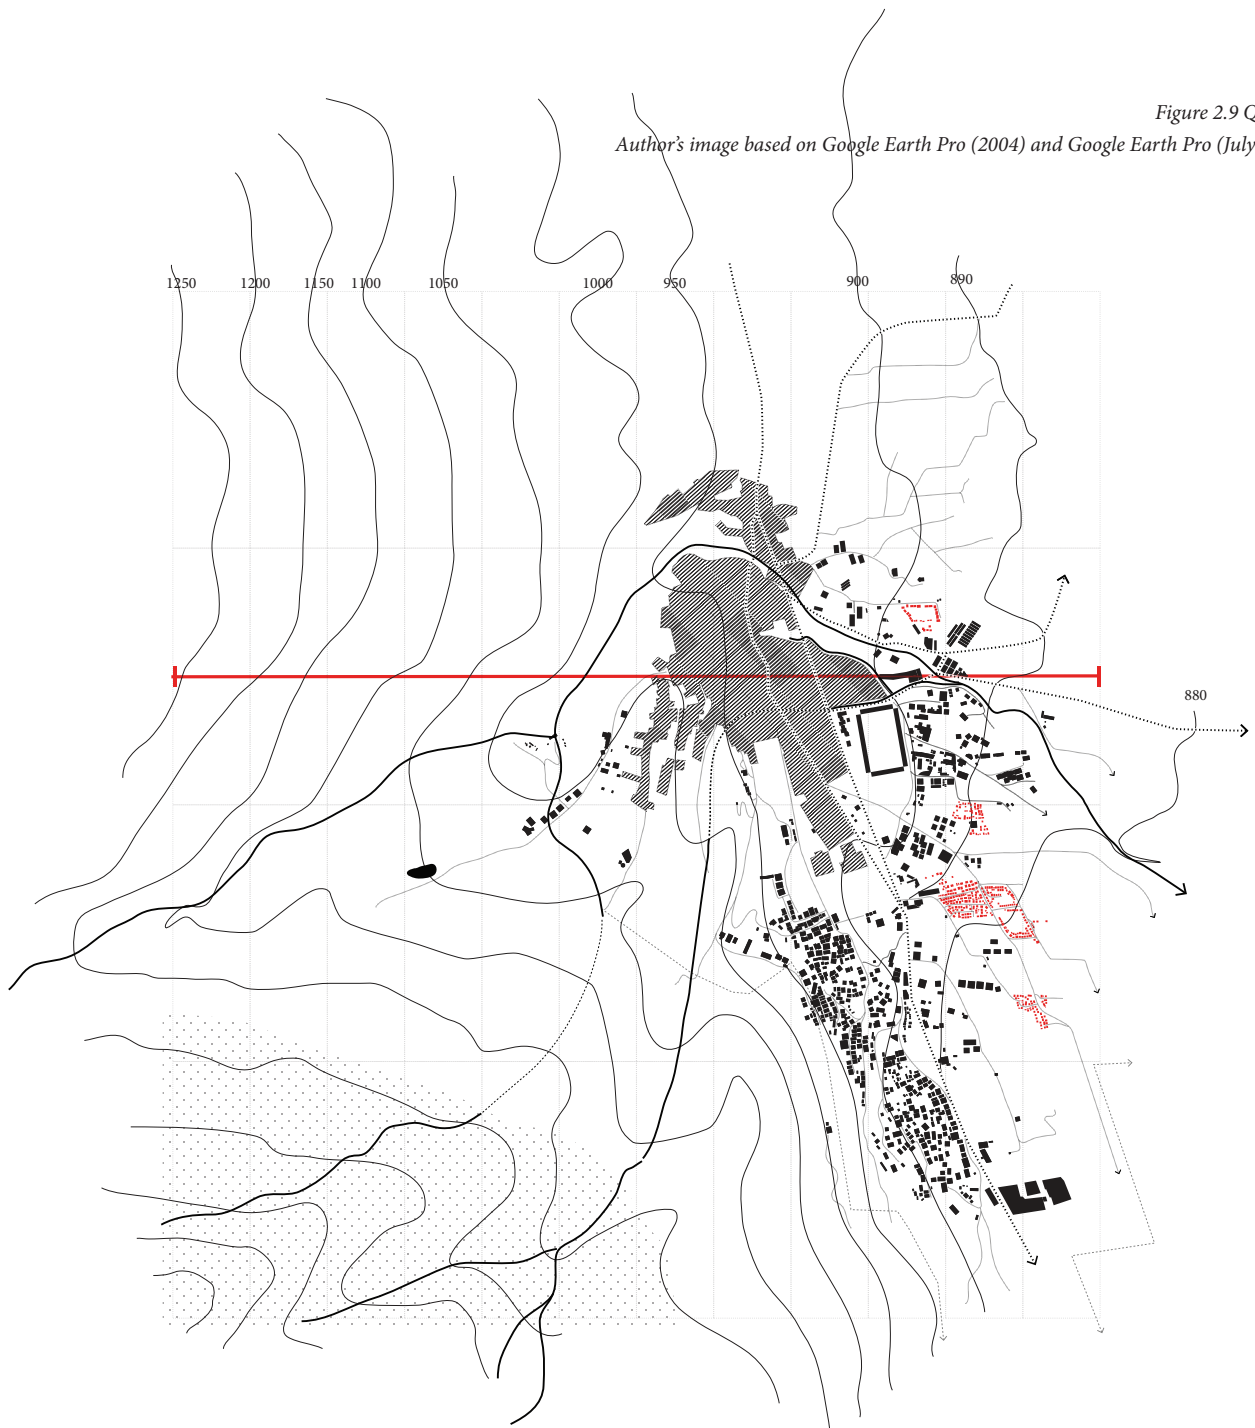 Figure 2.9 Q
Author's image based on Google Earth Pro (2004) and Google Earth Pro (July
1250 1200 1150 1100 1050 1000 950 900 890
880